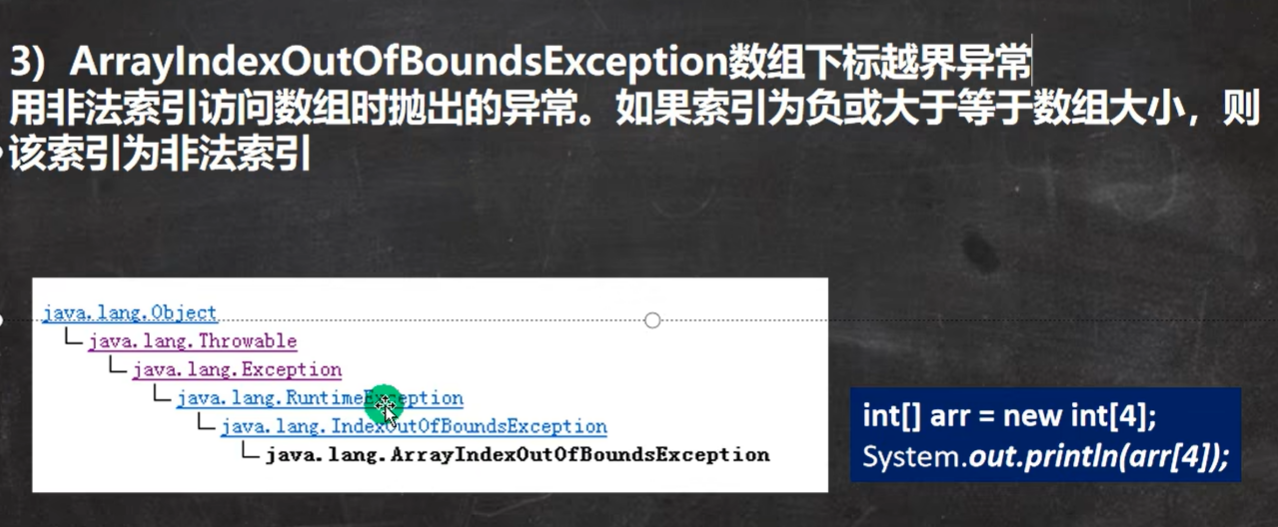 3）ArrayIndexOutOfBoundsException数组下标越界异常
用非法索引访问数组时抛出的异常。如果索引为负或大于等于数组大小，则
该索引为非法索引
java.lang.Object
java.lang.Throwable
java.lang.Exception
java.lang.RuntimeException
java.lang.IndexOutOfBoundsException
java.lang.ArrayIndexOutOfBoundsException
int[] arr = new int[4];
System.out.println(arr[4]);